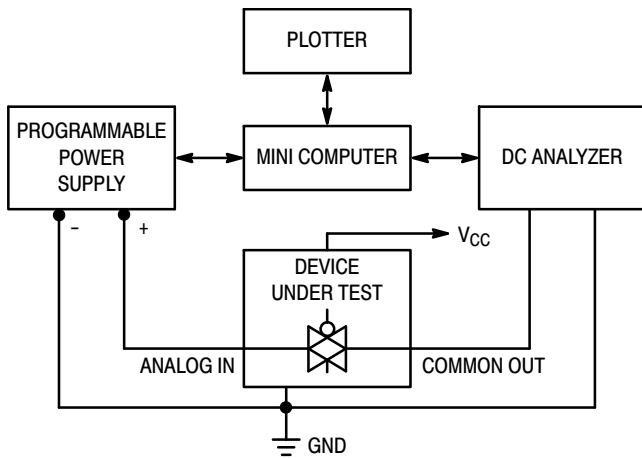 PLOTTER
PROGRAMMABLE
POWER
SUPPLY
MINI COMPUTER
DC ANALYZER
–
+
VCC
DEVICE
UNDER TEST
ANALOG IN
COMMON OUT
GND